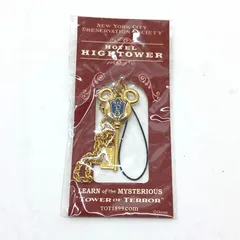 NEW YORK CITY
PRESERVATION SOCIETY
HOTEL
HIGHTOWER
LEARN of the MYSTERIOUS
"TOWER of TERROR"
TOT1899.COM